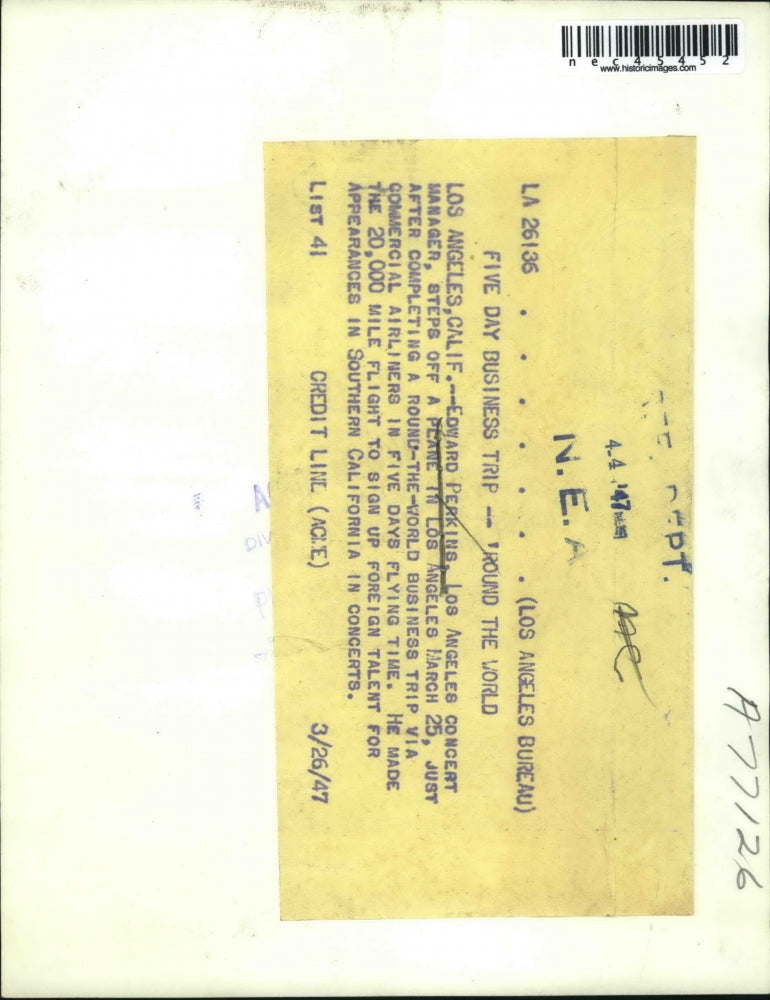 nec45452
www.historicimages.com
REF. DEPT.
4-4-'47
N.E.A
LA 26136 . . . . . . . (LOS ANGELES BUREAU)
FIVE DAY BUSINESS TRIP -- 'ROUND THE WORLD
LOS ANGELES, CALIF.--EDWARD PERKINS, LOS ANGELES CONCERT
MANAGER, STEPS OFF A PLANE IN LOS ANGELES MARCH 25, JUST
AFTER COMPLETING A ROUND-THE-WORLD BUSINESS TRIP VIA
COMMERCIAL AIRLINERS IN FIVE DAYS FLYING TIME. HE MADE
THE 20,000 MILE FLIGHT TO SIGN UP FOREIGN TALENT FOR
APPEARANCES IN SOUTHERN CALIFORNIA IN CONCERTS.
LIST 41 CREDIT LINE (ACME) 3/26/47
A77126